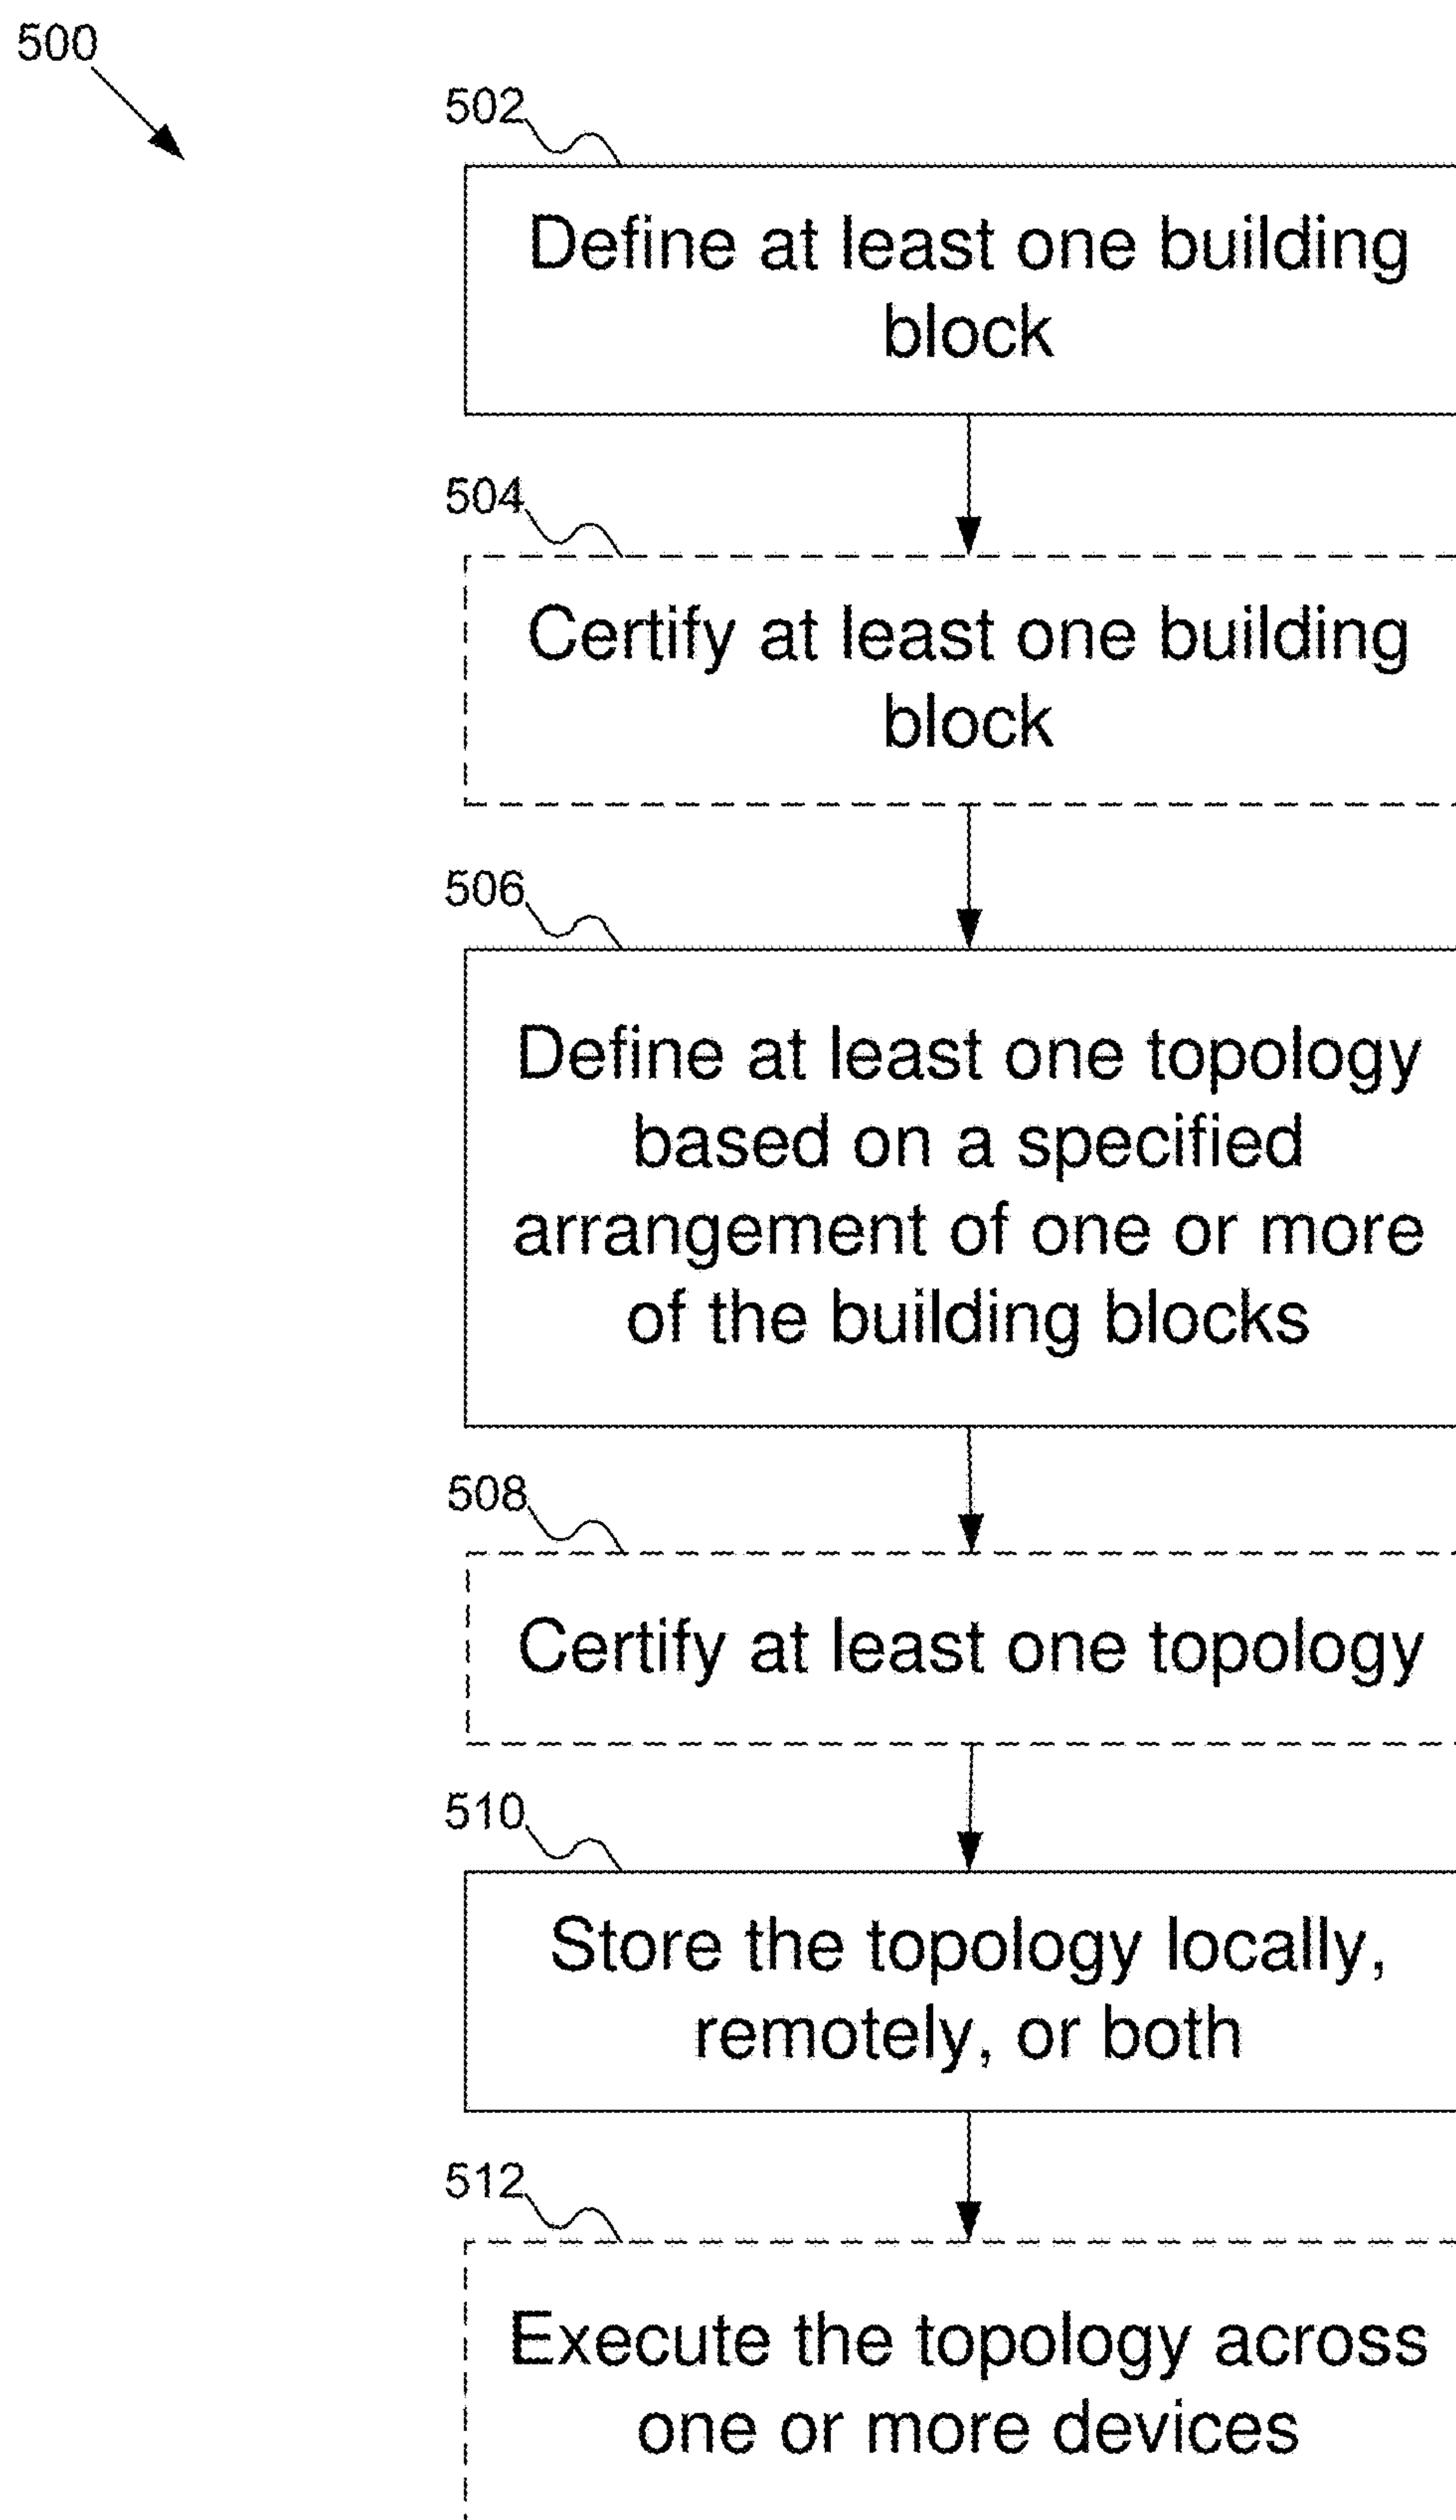 500
502
Define at least one building
block
504
Certify at least one building
block
506
Define at least one topology
based on a specified
arrangement of one or more
of the building blocks
508
Certify at least one topology
510
Store the topology locally,
remotely, or both
512
Execute the topology across
one or more devices